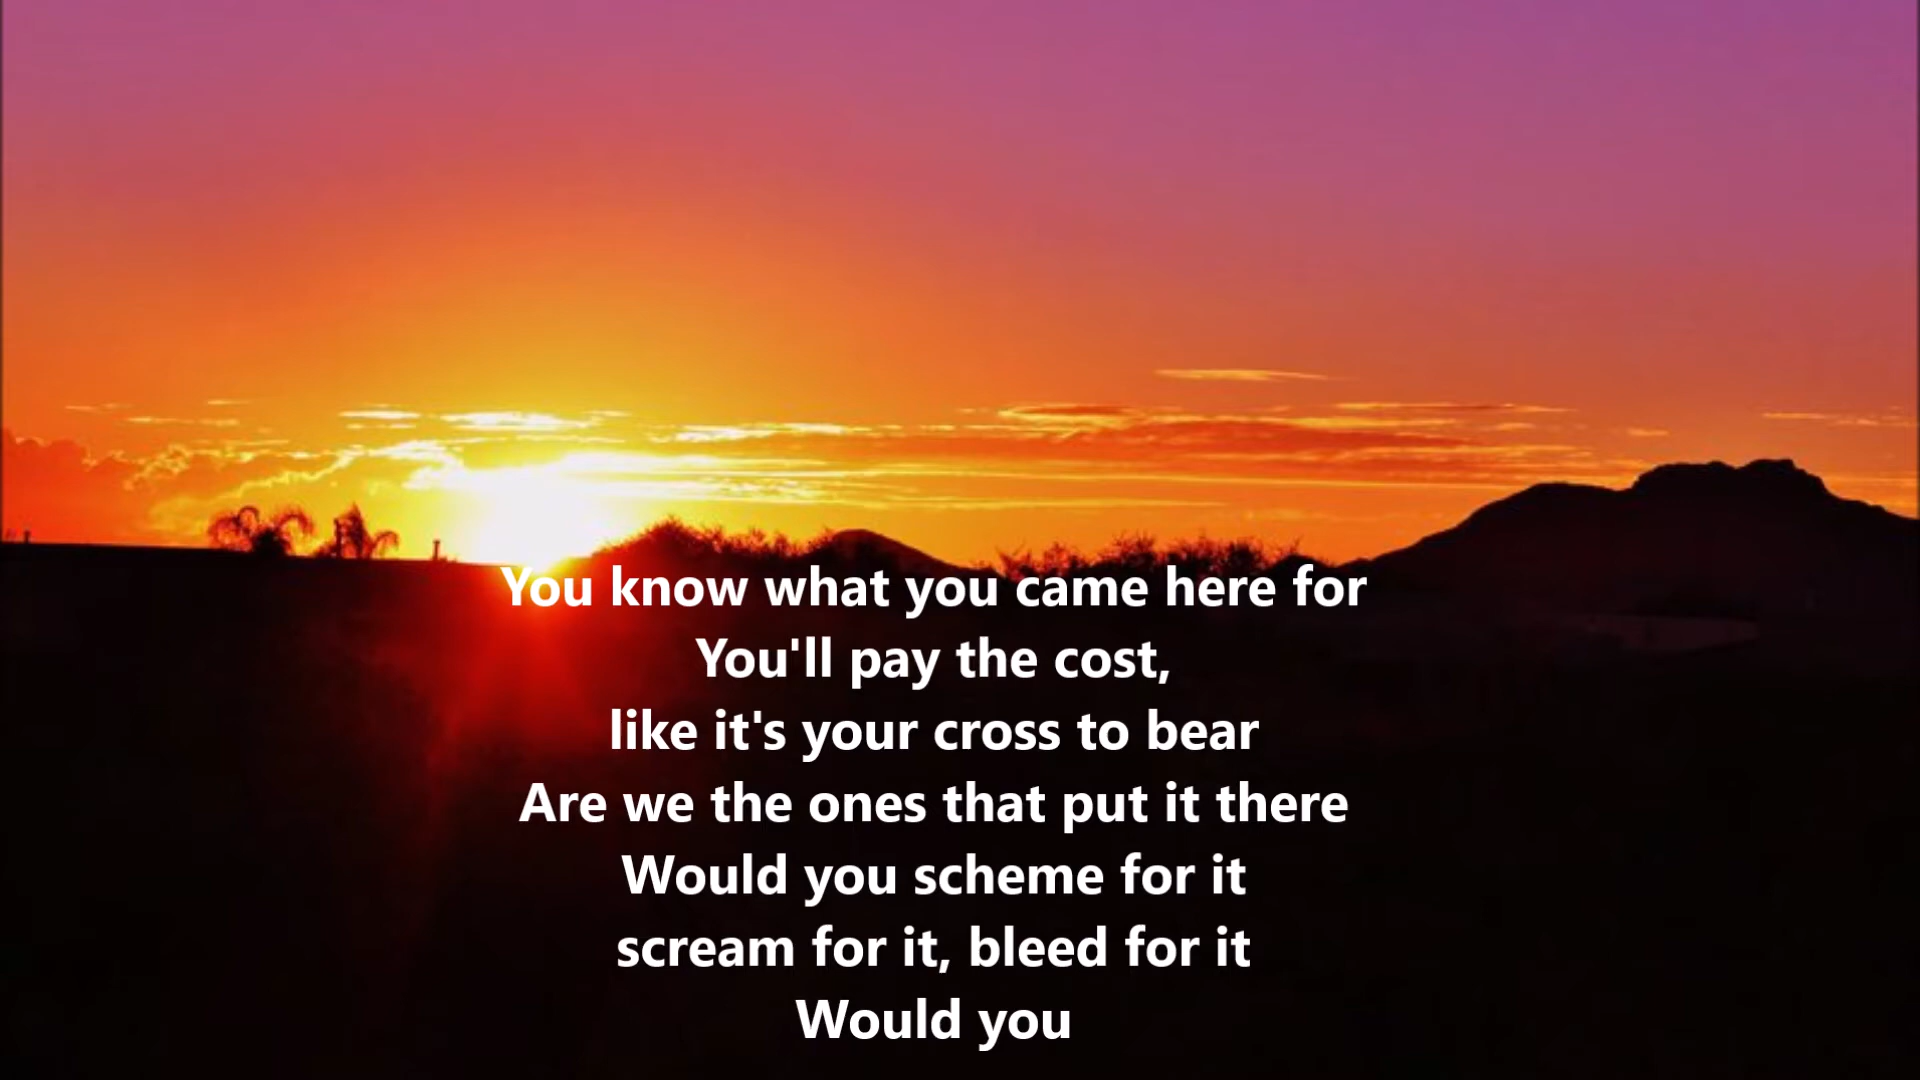 You know what you came here for
You'll pay the cost,
like it's your cross to bear
Are we the ones that put it there
Would you scheme for it
scream for it, bleed for it
Would you